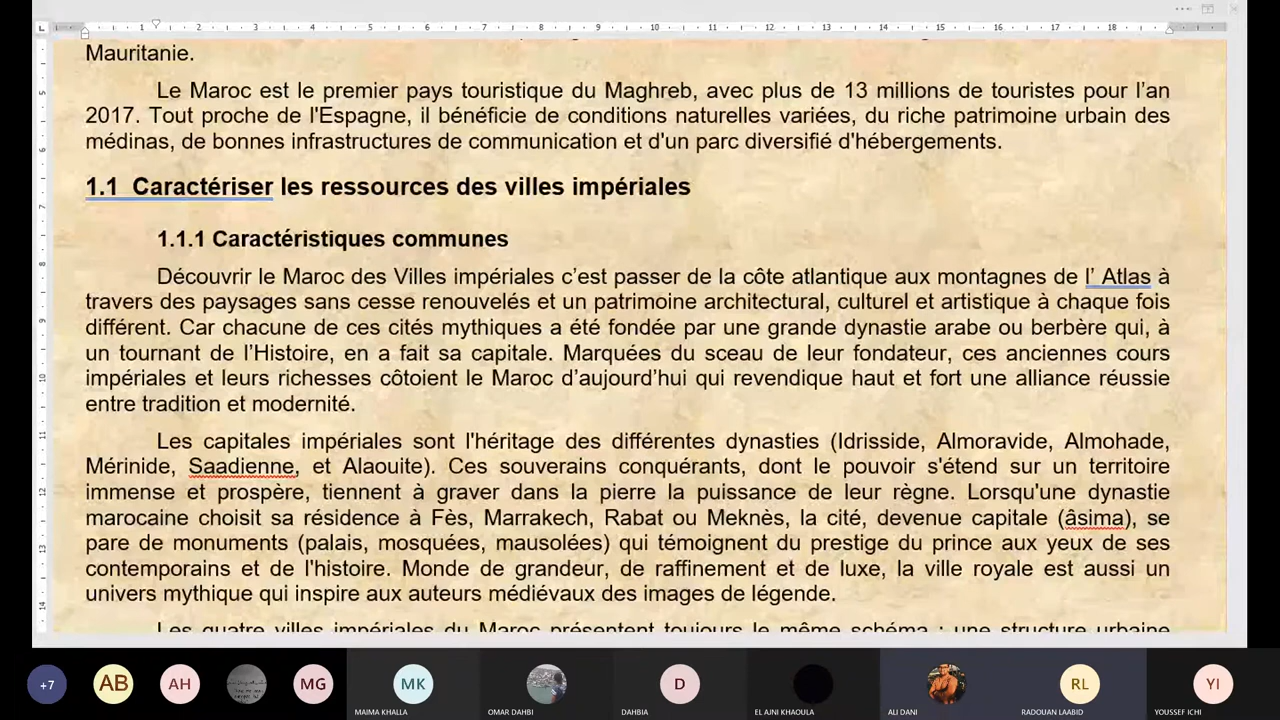 Mauritanie.
Le Maroc est le premier pays touristique du Maghreb, avec plus de 13 millions de touristes pour l’an
2017. Tout proche de l'Espagne, il bénéficie de conditions naturelles variées, du riche patrimoine urbain des
médinas, de bonnes infrastructures de communication et d'un parc diversifié d'hébergements.
1.1 Caractériser les ressources des villes impériales
1.1.1 Caractéristiques communes
Découvrir le Maroc des Villes impériales c’est passer de la côte atlantique aux montagnes de l’ Atlas à
travers des paysages sans cesse renouvelés et un patrimoine architectural, culturel et artistique à chaque fois
différent. Car chacune de ces cités mythiques a été fondée par une grande dynastie arabe ou berbère qui, à
un tournant de l’Histoire, en a fait sa capitale. Marquées du sceau de leur fondateur, ces anciennes cours
impériales et leurs richesses côtoient le Maroc d’aujourd’hui qui revendique haut et fort une alliance réussie
entre tradition et modernité.
Les capitales impériales sont l'héritage des différentes dynasties (Idrisside, Almoravide, Almohade,
Mérinide, Saadienne, et Alaouite). Ces souverains conquérants, dont le pouvoir s'étend sur un territoire
immense et prospère, tiennent à graver dans la pierre la puissance de leur règne. Lorsqu'une dynastie
marocaine choisit sa résidence à Fès, Marrakech, Rabat ou Meknès, la cité, devenue capitale (âsima), se
pare de monuments (palais, mosquées, mausolées) qui témoignent du prestige du prince aux yeux de ses
contemporains et de l'histoire. Monde de grandeur, de raffinement et de luxe, la ville royale est aussi un
univers mythique qui inspire aux auteurs médiévaux des images de légende.
Les quatre villes impériales du Maroc présentent toujours le même schéma : une structure urbaine
+7 AB AH MG MK D RL YI
MAIMA KHALLA OMAR DAHBI DAHBIA EL AJNI KHAOULA ALI DANI RADOUAN LAABID YOUSSEF ICHI